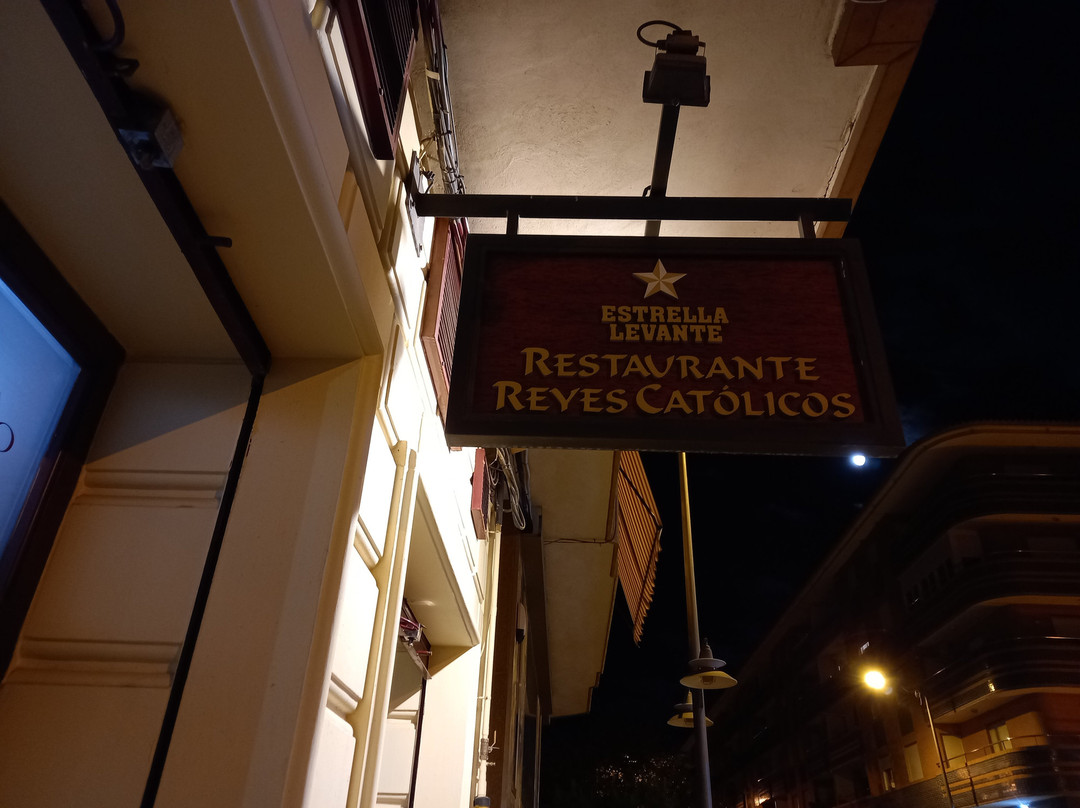 ESTRELLA
LEVANTE
RESTAURANTE
REYES CATÓLICOS